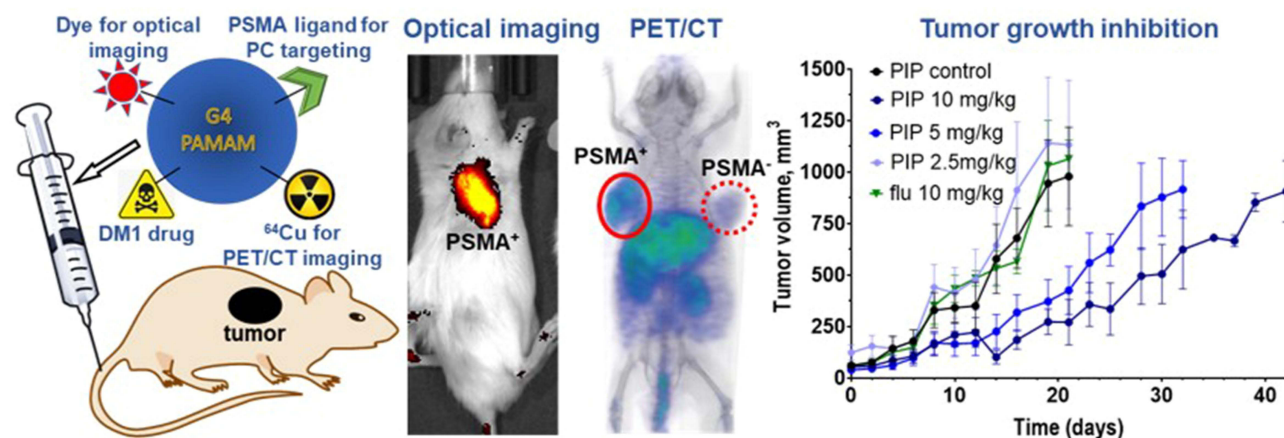 Dye for optical
imaging
PSMA ligand for
PC targeting
G4
PAMAM
DM1 drug
⁶⁴Cu for
PET/CT imaging
tumor
Optical imaging
PSMA⁺
PET/CT
PSMA⁺
PSMA⁻
Tumor growth inhibition
Tumor volume, mm³
1500
1250
1000
750
500
250
0
PIP control
PIP 10 mg/kg
PIP 5 mg/kg
PIP 2.5mg/kg
flu 10 mg/kg
0
10
20
30
40
Time (days)